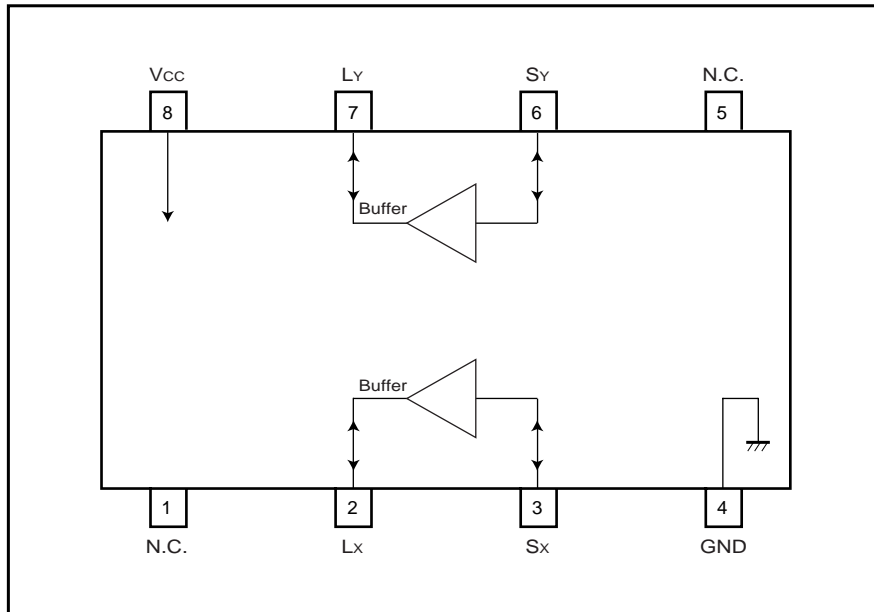 VCC LY SY N.C.
8 7 6 5
Buffer
Buffer
1 2 3 4
N.C. LX SX GND